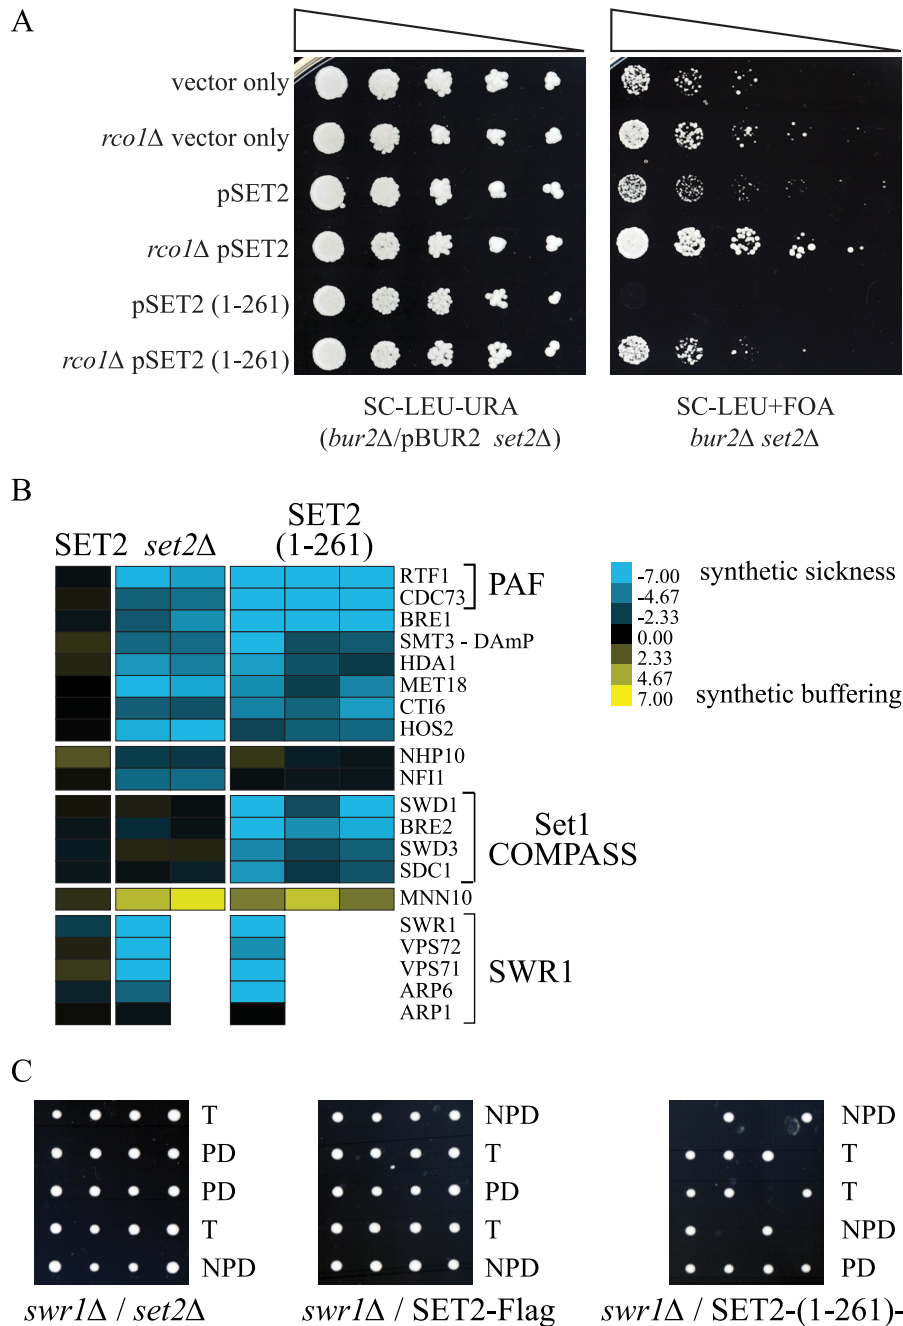 A
vector only
rco1Δ vector only
pSET2
rco1Δ pSET2
pSET2 (1-261)
rco1Δ pSET2 (1-261)
SC-LEU-URA
(bur2Δ/pBUR2 set2Δ)
SC-LEU+FOA
bur2Δ set2Δ
B
SET2
set2Δ
SET2
(1-261)
RTF1
CDC73
BRE1
SMT3 - DAmP
HDA1
MET18
CTI6
HOS2
NHP10
NFI1
SWD1
BRE2
SWD3
SDC1
MNN10
SWR1
VPS72
VPS71
ARP6
ARP1
PAF
Set1
COMPASS
SWR1
-7.00
-4.67
-2.33
0.00
2.33
4.67
7.00
synthetic sickness
synthetic buffering
C
T
PD
PD
T
NPD
swr1Δ / set2Δ
NPD
T
PD
T
NPD
swr1Δ / SET2-Flag
NPD
T
T
NPD
PD
swr1Δ / SET2-(1-261)-